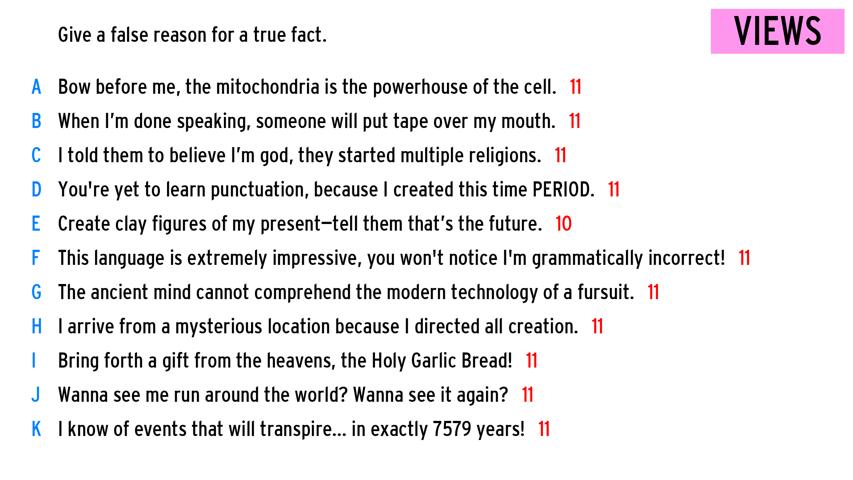 Give a false reason for a true fact.
VIEWS
A Bow before me, the mitochondria is the powerhouse of the cell. 11
B When I'm done speaking, someone will put tape over my mouth. 11
C I told them to believe I'm god, they started multiple religions. 11
D You're yet to learn punctuation, because I created this time PERIOD. 11
E Create clay figures of my present—tell them that's the future. 10
F This language is extremely impressive, you won't notice I'm grammatically incorrect! 11
G The ancient mind cannot comprehend the modern technology of a fursuit. 11
H I arrive from a mysterious location because I directed all creation. 11
I Bring forth a gift from the heavens, the Holy Garlic Bread! 11
J Wanna see me run around the world? Wanna see it again? 11
K I know of events that will transpire... in exactly 7579 years! 11